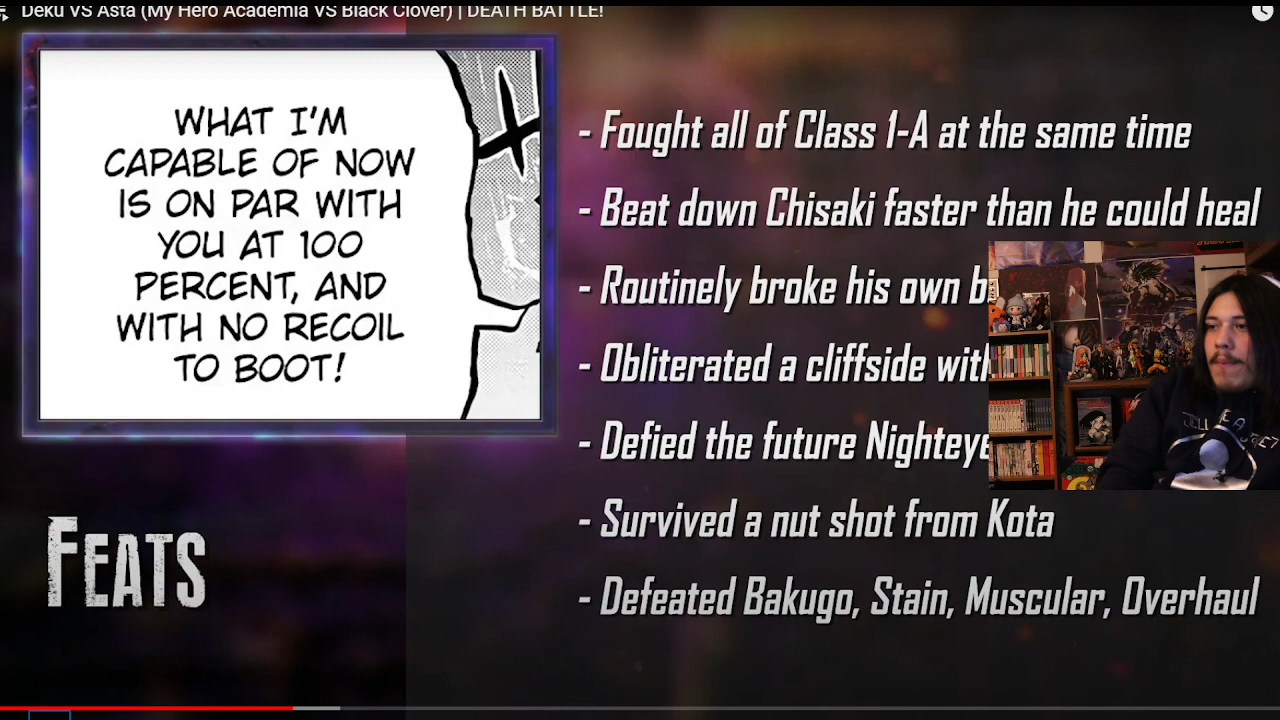 Deku VS Asta (My Hero Academia VS Black Clover) | DEATH BATTLE!
WHAT I'M
CAPABLE OF NOW
IS ON PAR WITH
YOU AT 100
PERCENT, AND
WITH NO RECOIL
TO BOOT!
FEATS
- Fought all of Class 1-A at the same time
- Beat down Chisaki faster than he could heal
- Routinely broke his own b
- Obliterated a cliffside with
- Defied the future Nighteye
- Survived a nut shot from Kota
- Defeated Bakugo, Stain, Muscular, Overhaul